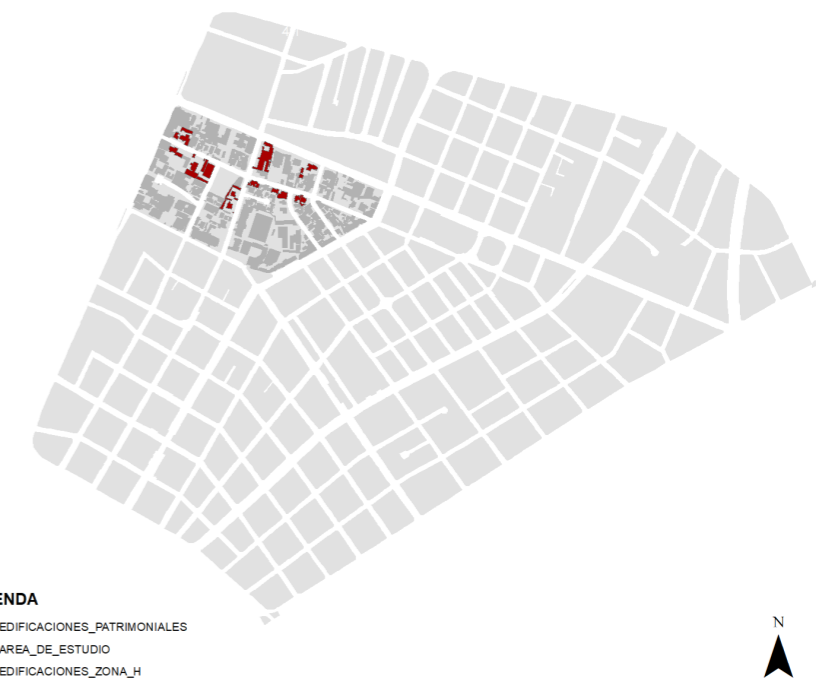 ENDA
EDIFICACIONES_PATRIMONIALES
AREA_DE_ESTUDIO
EDIFICACIONES_ZONA_H
N